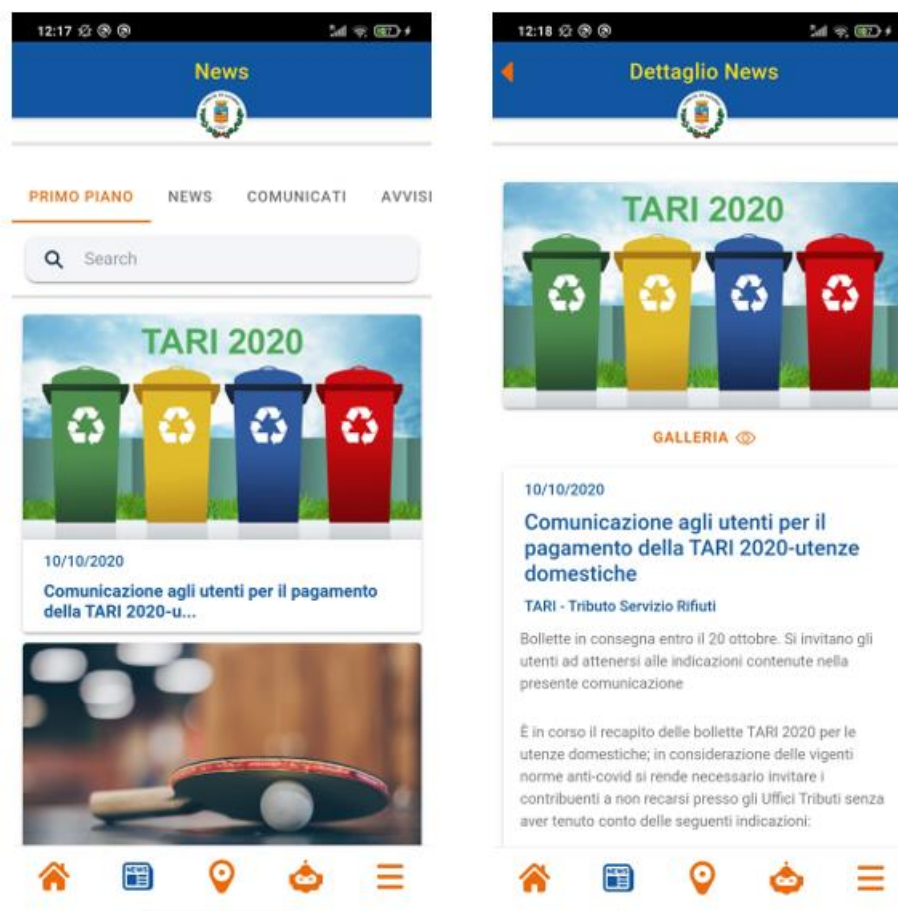 12:17
News
PRIMO PIANO NEWS COMUNICATI AVVISI
Search
TARI 2020
10/10/2020
Comunicazione agli utenti per il pagamento
della TARI 2020-u...
NEWS
12:18
Dettaglio News
TARI 2020
GALLERIA
10/10/2020
Comunicazione agli utenti per il
pagamento della TARI 2020-utenze
domestiche
TARI - Tributo Servizio Rifiuti
Bollette in consegna entro il 20 ottobre. Si invitano gli
utenti ad attenersi alle indicazioni contenute nella
presente comunicazione
È in corso il recapito delle bollette TARI 2020 per le
utenze domestiche; in considerazione delle vigenti
norme anti-covid si rende necessario invitare i
contribuenti a non recarsi presso gli Uffici Tributi senza
aver tenuto conto delle seguenti indicazioni:
NEWS